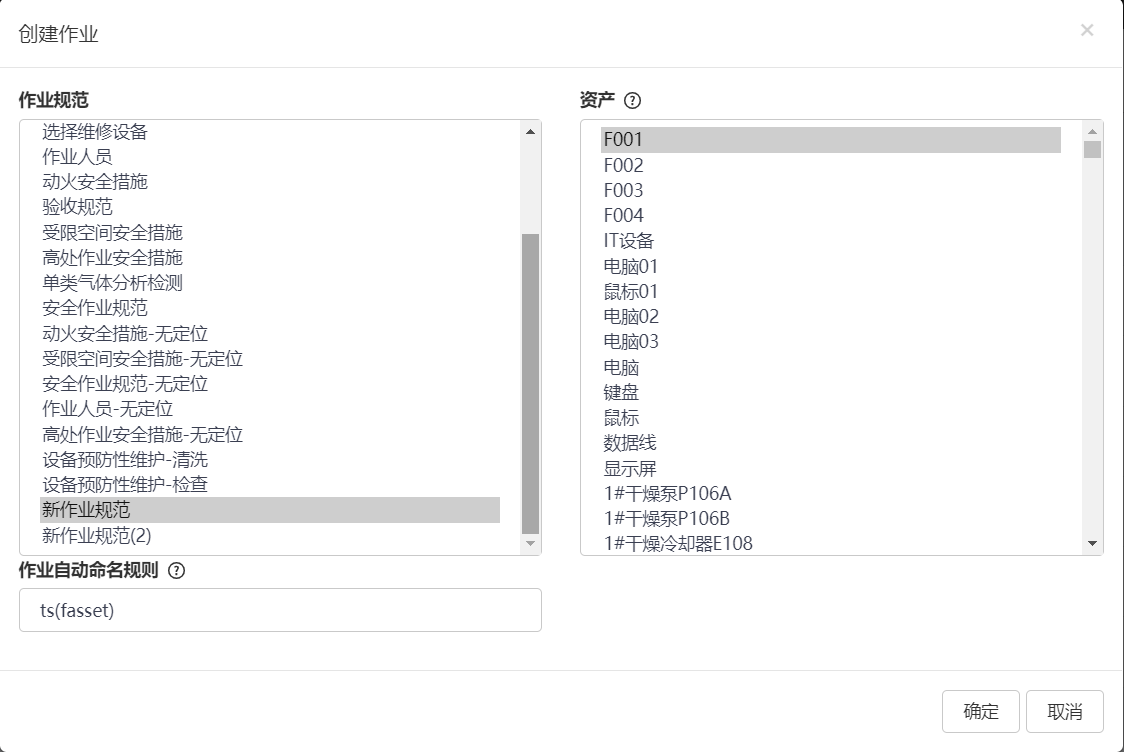 创建作业
作业规范
选择维修设备
作业人员
动火安全措施
验收规范
受限空间安全措施
高处作业安全措施
单类气体分析检测
安全作业规范
动火安全措施-无定位
受限空间安全措施-无定位
安全作业规范-无定位
作业人员-无定位
高处作业安全措施-无定位
设备预防性维护-清洗
设备预防性维护-检查
新作业规范
新作业规范(2)
作业自动命名规则
ts(fasset)
资产
F001
F002
F003
F004
IT设备
电脑01
鼠标01
电脑02
电脑03
电脑
键盘
鼠标
数据线
显示屏
1#干燥泵P106A
1#干燥泵P106B
1#干燥冷却器E108
确定
取消